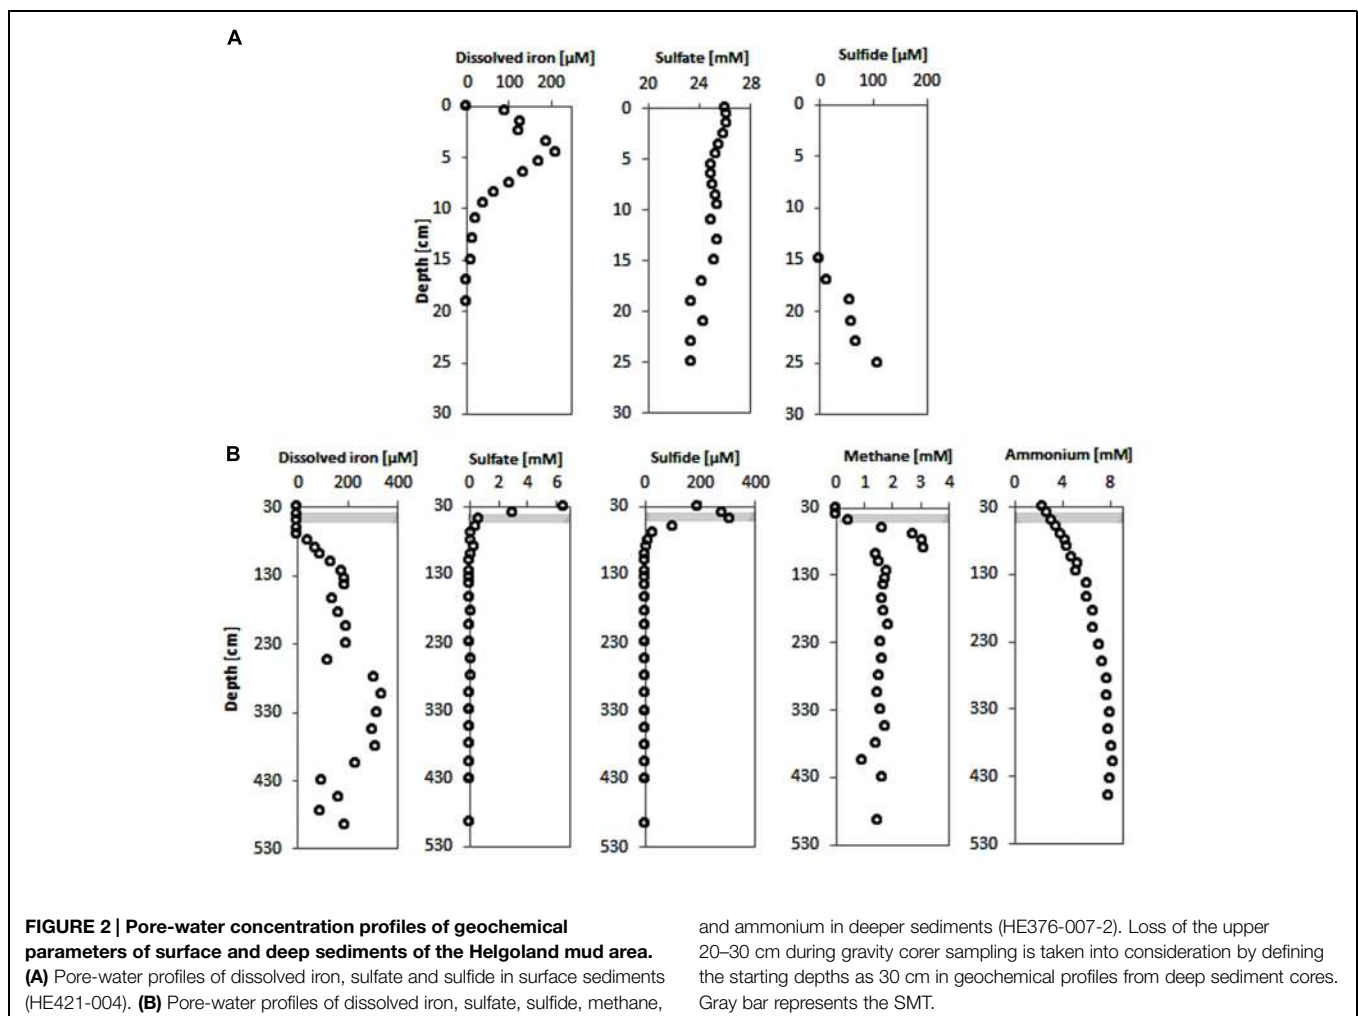 A
Dissolved iron [µM]
0 100 200
0
5
10
15
20
25
30
Depth [cm]
Sulfate [mM]
20 24 28
0
5
10
15
20
25
30
Sulfide [µM]
0 100 200
0
5
10
15
20
25
30
B
Dissolved iron [µM]
0 200 400
30
130
230
330
430
530
Depth [cm]
Sulfate [mM]
0 2 4 6
30
130
230
330
430
530
Sulfide [µM]
0 200 400
30
130
230
330
430
530
Methane [mM]
0 1 2 3 4
30
130
230
330
430
530
Ammonium [mM]
0 4 8
30
130
230
330
430
530
FIGURE 2 | Pore-water concentration profiles of geochemical
parameters of surface and deep sediments of the Helgoland mud area.
(A) Pore-water profiles of dissolved iron, sulfate and sulfide in surface sediments
(HE421-004). (B) Pore-water profiles of dissolved iron, sulfate, sulfide, methane,
and ammonium in deeper sediments (HE376-007-2). Loss of the upper
20–30 cm during gravity corer sampling is taken into consideration by defining
the starting depths as 30 cm in geochemical profiles from deep sediment cores.
Gray bar represents the SMT.